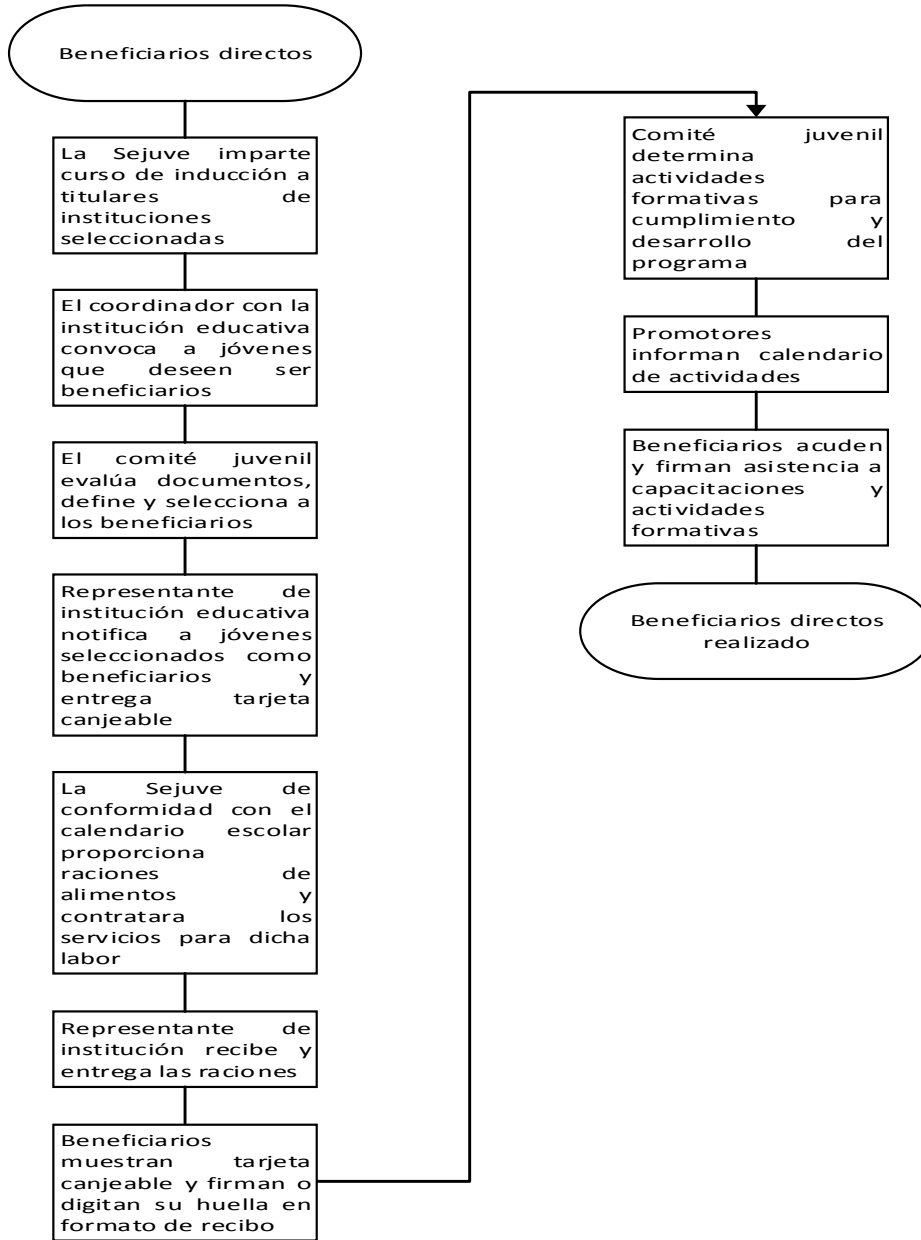 Beneficiarios directos
La Sejuve imparte
curso de inducción a
titulares de
instituciones
seleccionadas
El coordinador con la
institución educativa
convoca a jóvenes
que deseen ser
beneficiarios
El comité juvenil
evalúa documentos,
define y selecciona a
los beneficiarios
Representante de
institución educativa
notifica a jóvenes
seleccionados como
beneficiarios y
entrega tarjeta
canjeable
La Sejuve de
conformidad con el
calendario escolar
proporciona
raciones de
alimentos y
contratara los
servicios para dicha
labor
Representante de
institución recibe y
entrega las raciones
Beneficiarios
muestran tarjeta
canjeable y firman o
digitan su huella en
formato de recibo
Comité juvenil
determina
actividades
formativas para
cumplimiento y
desarrollo del
programa
Promotores
informan calendario
de actividades
Beneficiarios acuden
y firman asistencia a
capacitaciones y
actividades
formativas
Beneficiarios directos
realizado